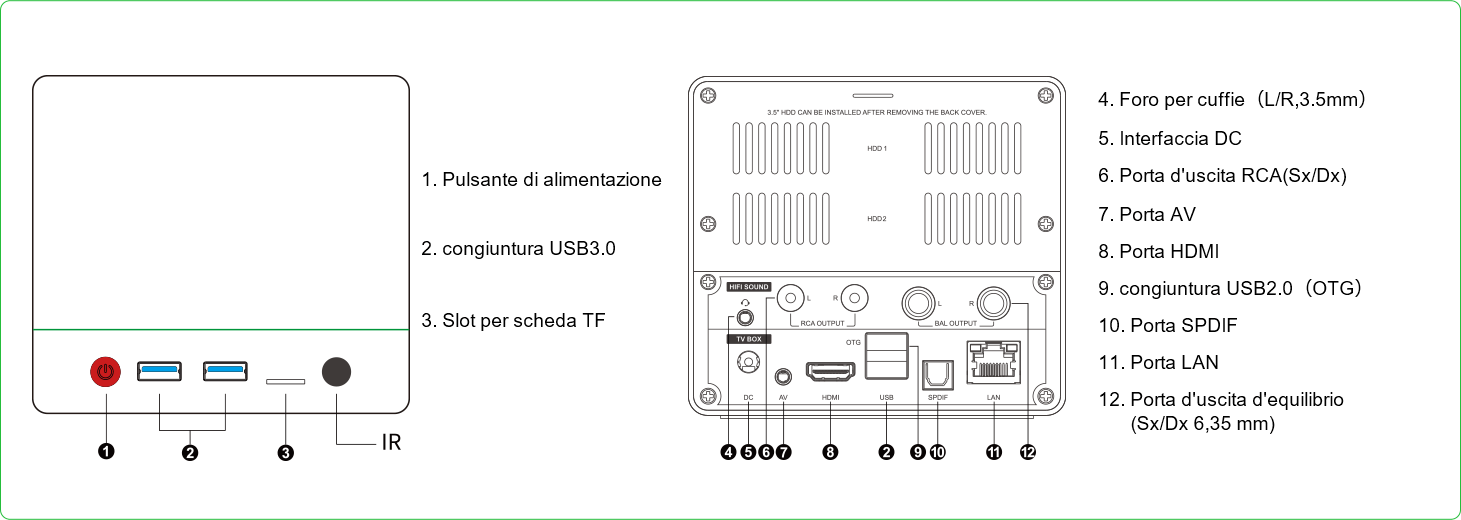 1. Pulsante di alimentazione
2. congiuntura USB3.0
3. Slot per scheda TF
IR
1
2
3
3.5" HDD CAN BE INSTALLED AFTER REMOVING THE BACK COVER.
HDD 1
HDD2
HIFI SOUND
L
R
L
R
RCA OUTPUT
BAL OUTPUT
TV BOX
OTG
DC
AV
HDMI
USB
SPDIF
LAN
4
5
6
7
8
2
9
10
11
12
4. Foro per cuffie（L/R,3.5mm）
5. Interfaccia DC
6. Porta d'uscita RCA(Sx/Dx)
7. Porta AV
8. Porta HDMI
9. congiuntura USB2.0（OTG）
10. Porta SPDIF
11. Porta LAN
12. Porta d'uscita d'equilibrio
(Sx/Dx 6,35 mm)